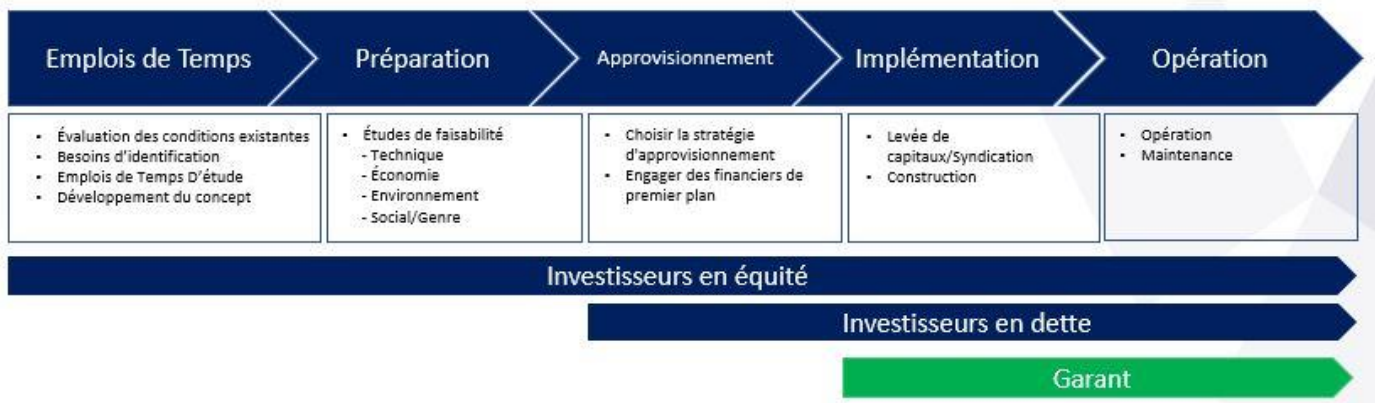 Emplois de Temps
Préparation
Approvisionnement
Implémentation
Opération
▪ Évaluation des conditions existantes
▪ Besoins d'identification
▪ Emplois de Temps D'étude
▪ Développement du concept
▪ Études de faisabilité
- Technique
- Économie
- Environnement
- Social/Genre
▪ Choisir la stratégie
d'approvisionnement
▪ Engager des financiers de
premier plan
▪ Levée de
capitaux/Syndication
▪ Construction
▪ Opération
▪ Maintenance
Investisseurs en équité
Investisseurs en dette
Garant